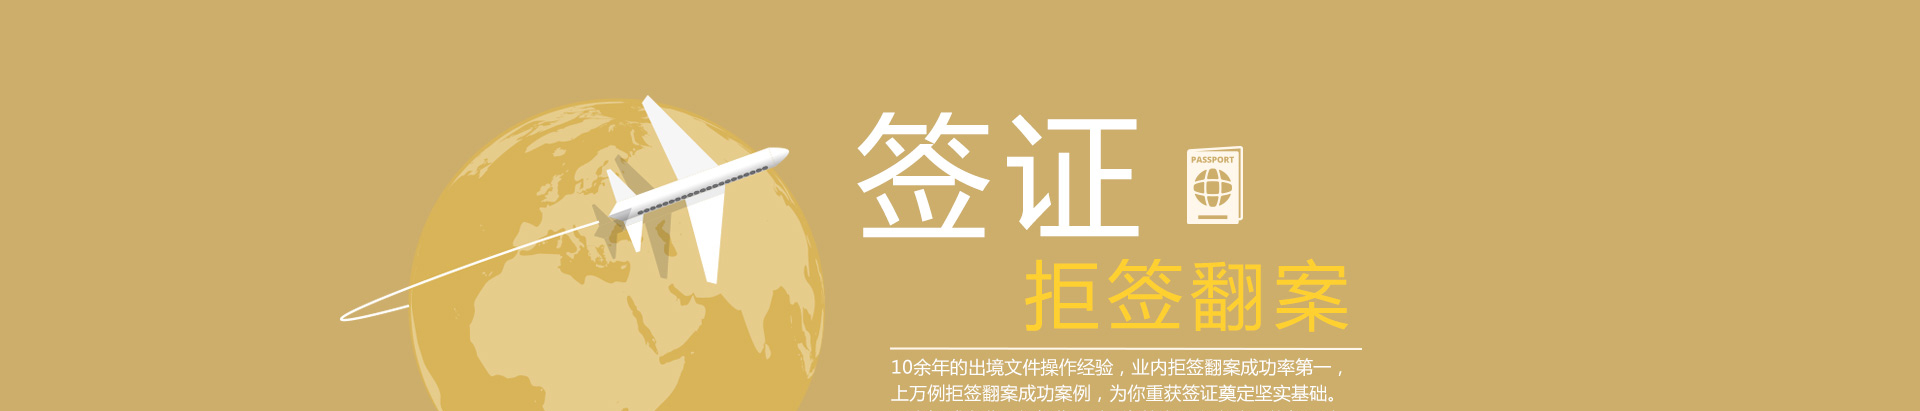 签证
PASSPORT
拒签翻案
10余年的出境文件操作经验，业内拒签翻案成功率第一，
上万例拒签翻案成功案例，为你重获签证奠定坚实基础。